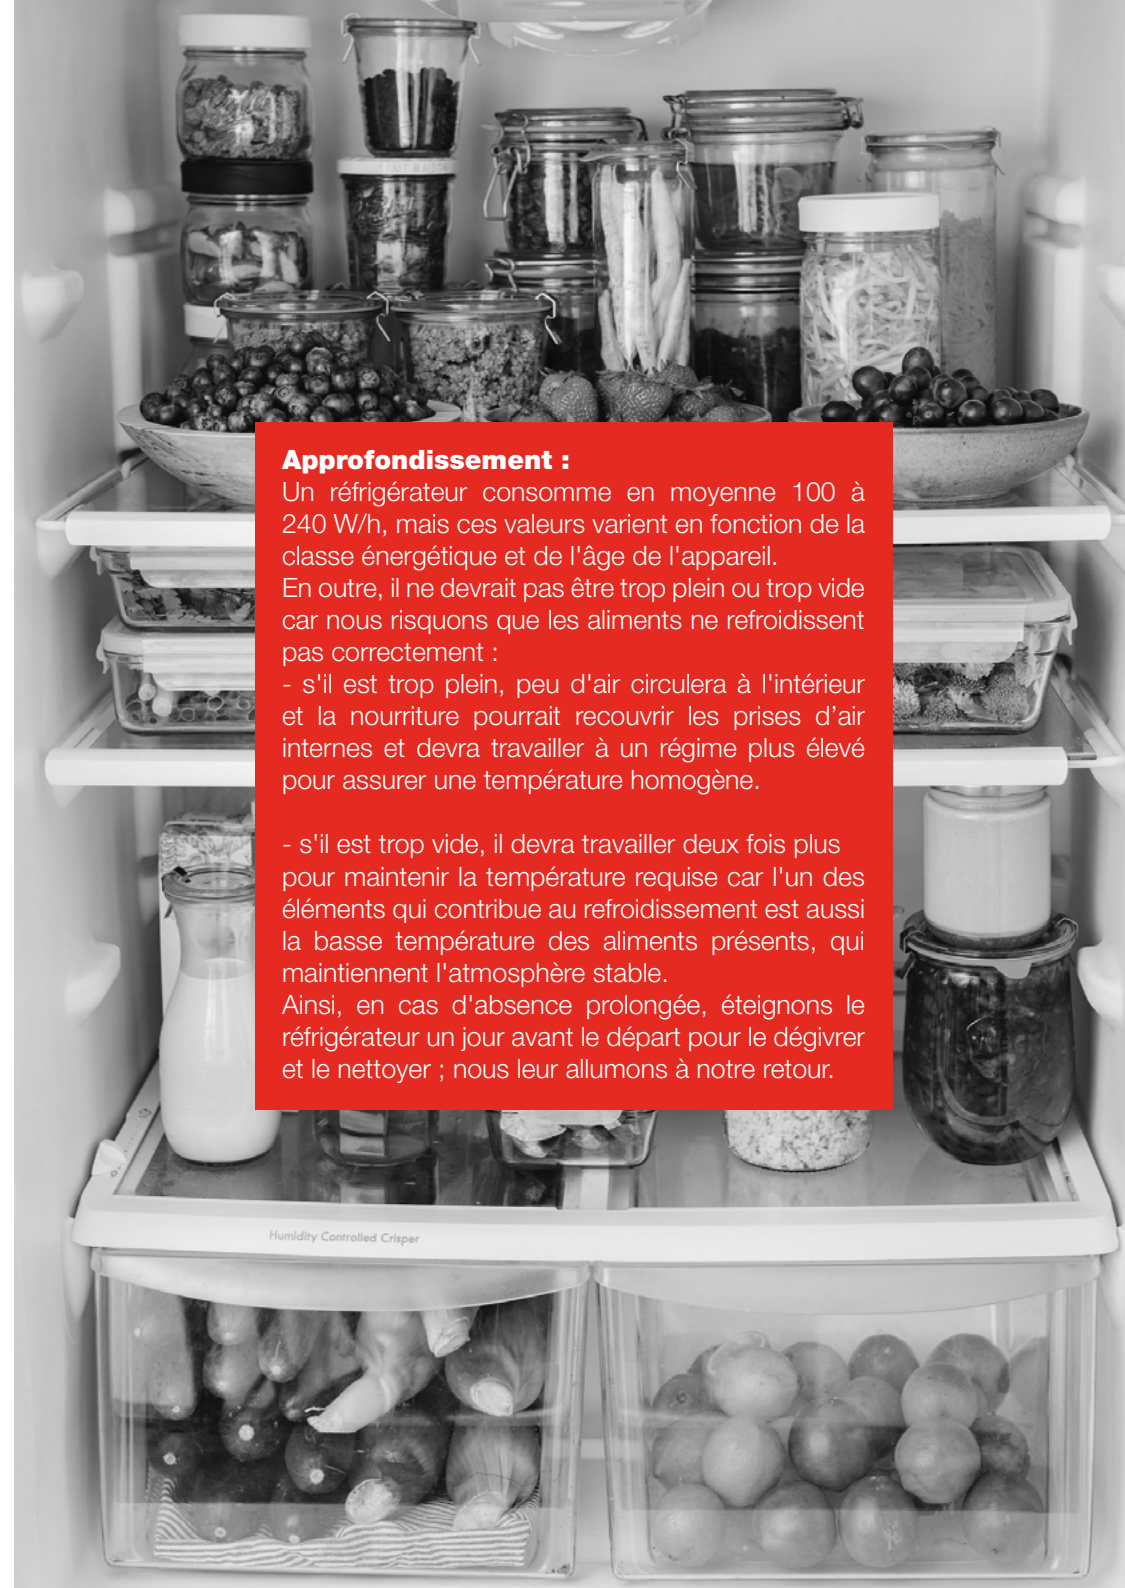 Approfondissement :
Un réfrigérateur consomme en moyenne 100 à
240 W/h, mais ces valeurs varient en fonction de la
classe énergétique et de l'âge de l'appareil.
En outre, il ne devrait pas être trop plein ou trop vide
car nous risquons que les aliments ne refroidissent
pas correctement :
- s'il est trop plein, peu d'air circulera à l'intérieur
et la nourriture pourrait recouvrir les prises d’air
internes et devra travailler à un régime plus élevé
pour assurer une température homogène.
- s'il est trop vide, il devra travailler deux fois plus
pour maintenir la température requise car l'un des
éléments qui contribue au refroidissement est aussi
la basse température des aliments présents, qui
maintiennent l'atmosphère stable.
Ainsi, en cas d'absence prolongée, éteignons le
réfrigérateur un jour avant le départ pour le dégivrer
et le nettoyer ; nous leur allumons à notre retour.
Humidity Controlled Crisper